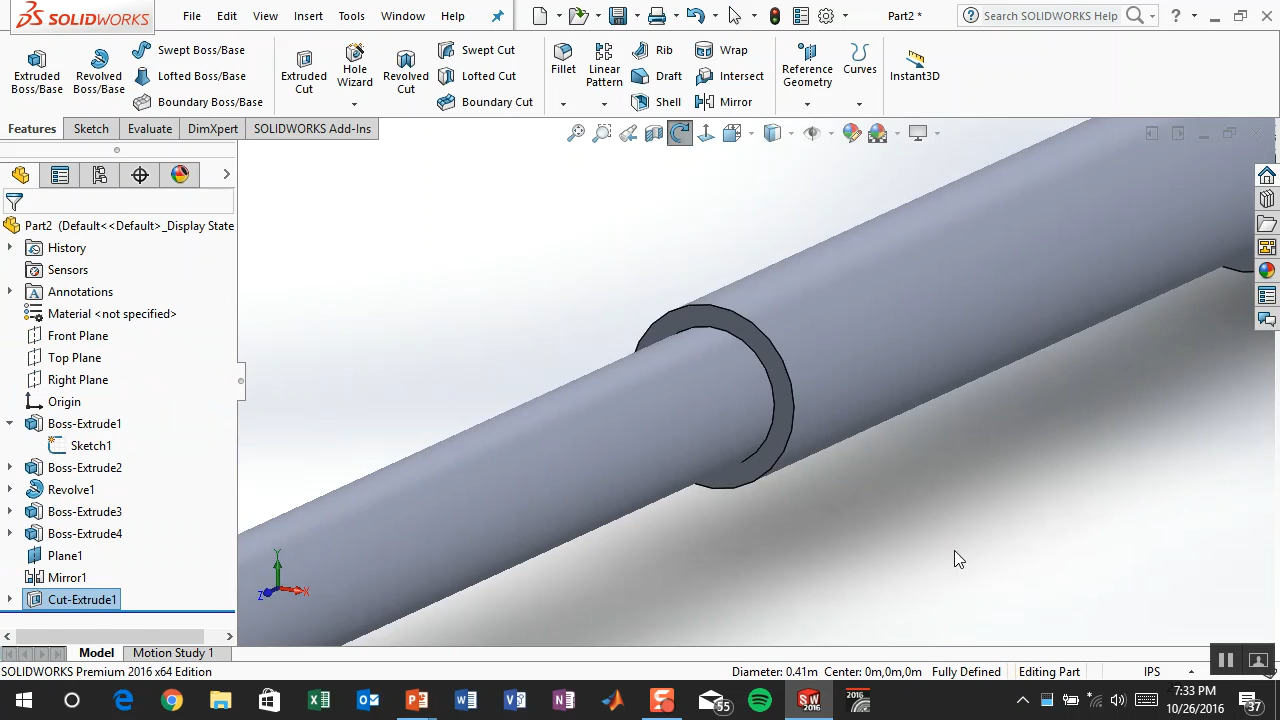 SOLIDWORKS File Edit View Insert Tools Window Help Part2 * Search SOLIDWORKS Help
Extruded Boss/Base
Revolved Boss/Base
Swept Boss/Base
Lofted Boss/Base
Boundary Boss/Base
Extruded Cut
Hole Wizard
Revolved Cut
Swept Cut
Lofted Cut
Boundary Cut
Fillet
Linear Pattern
Rib
Draft
Shell
Wrap
Intersect
Mirror
Reference Geometry
Curves
Instant3D
Features Sketch Evaluate DimXpert SOLIDWORKS Add-Ins
Part2 (Default<<Default>_Display State
History
Sensors
Annotations
Material <not specified>
Front Plane
Top Plane
Right Plane
Origin
Boss-Extrude1
Sketch1
Boss-Extrude2
Revolve1
Boss-Extrude3
Boss-Extrude4
Plane1
Mirror1
Cut-Extrude1
Y
Z X
Model Motion Study 1
SOLIDWORKS Premium 2016 x64 Edition Diameter: 0.41in Center: 0in,0in,0in Fully Defined Editing Part IPS
55
SW 2016
2016
7:33 PM
10/26/2016
37